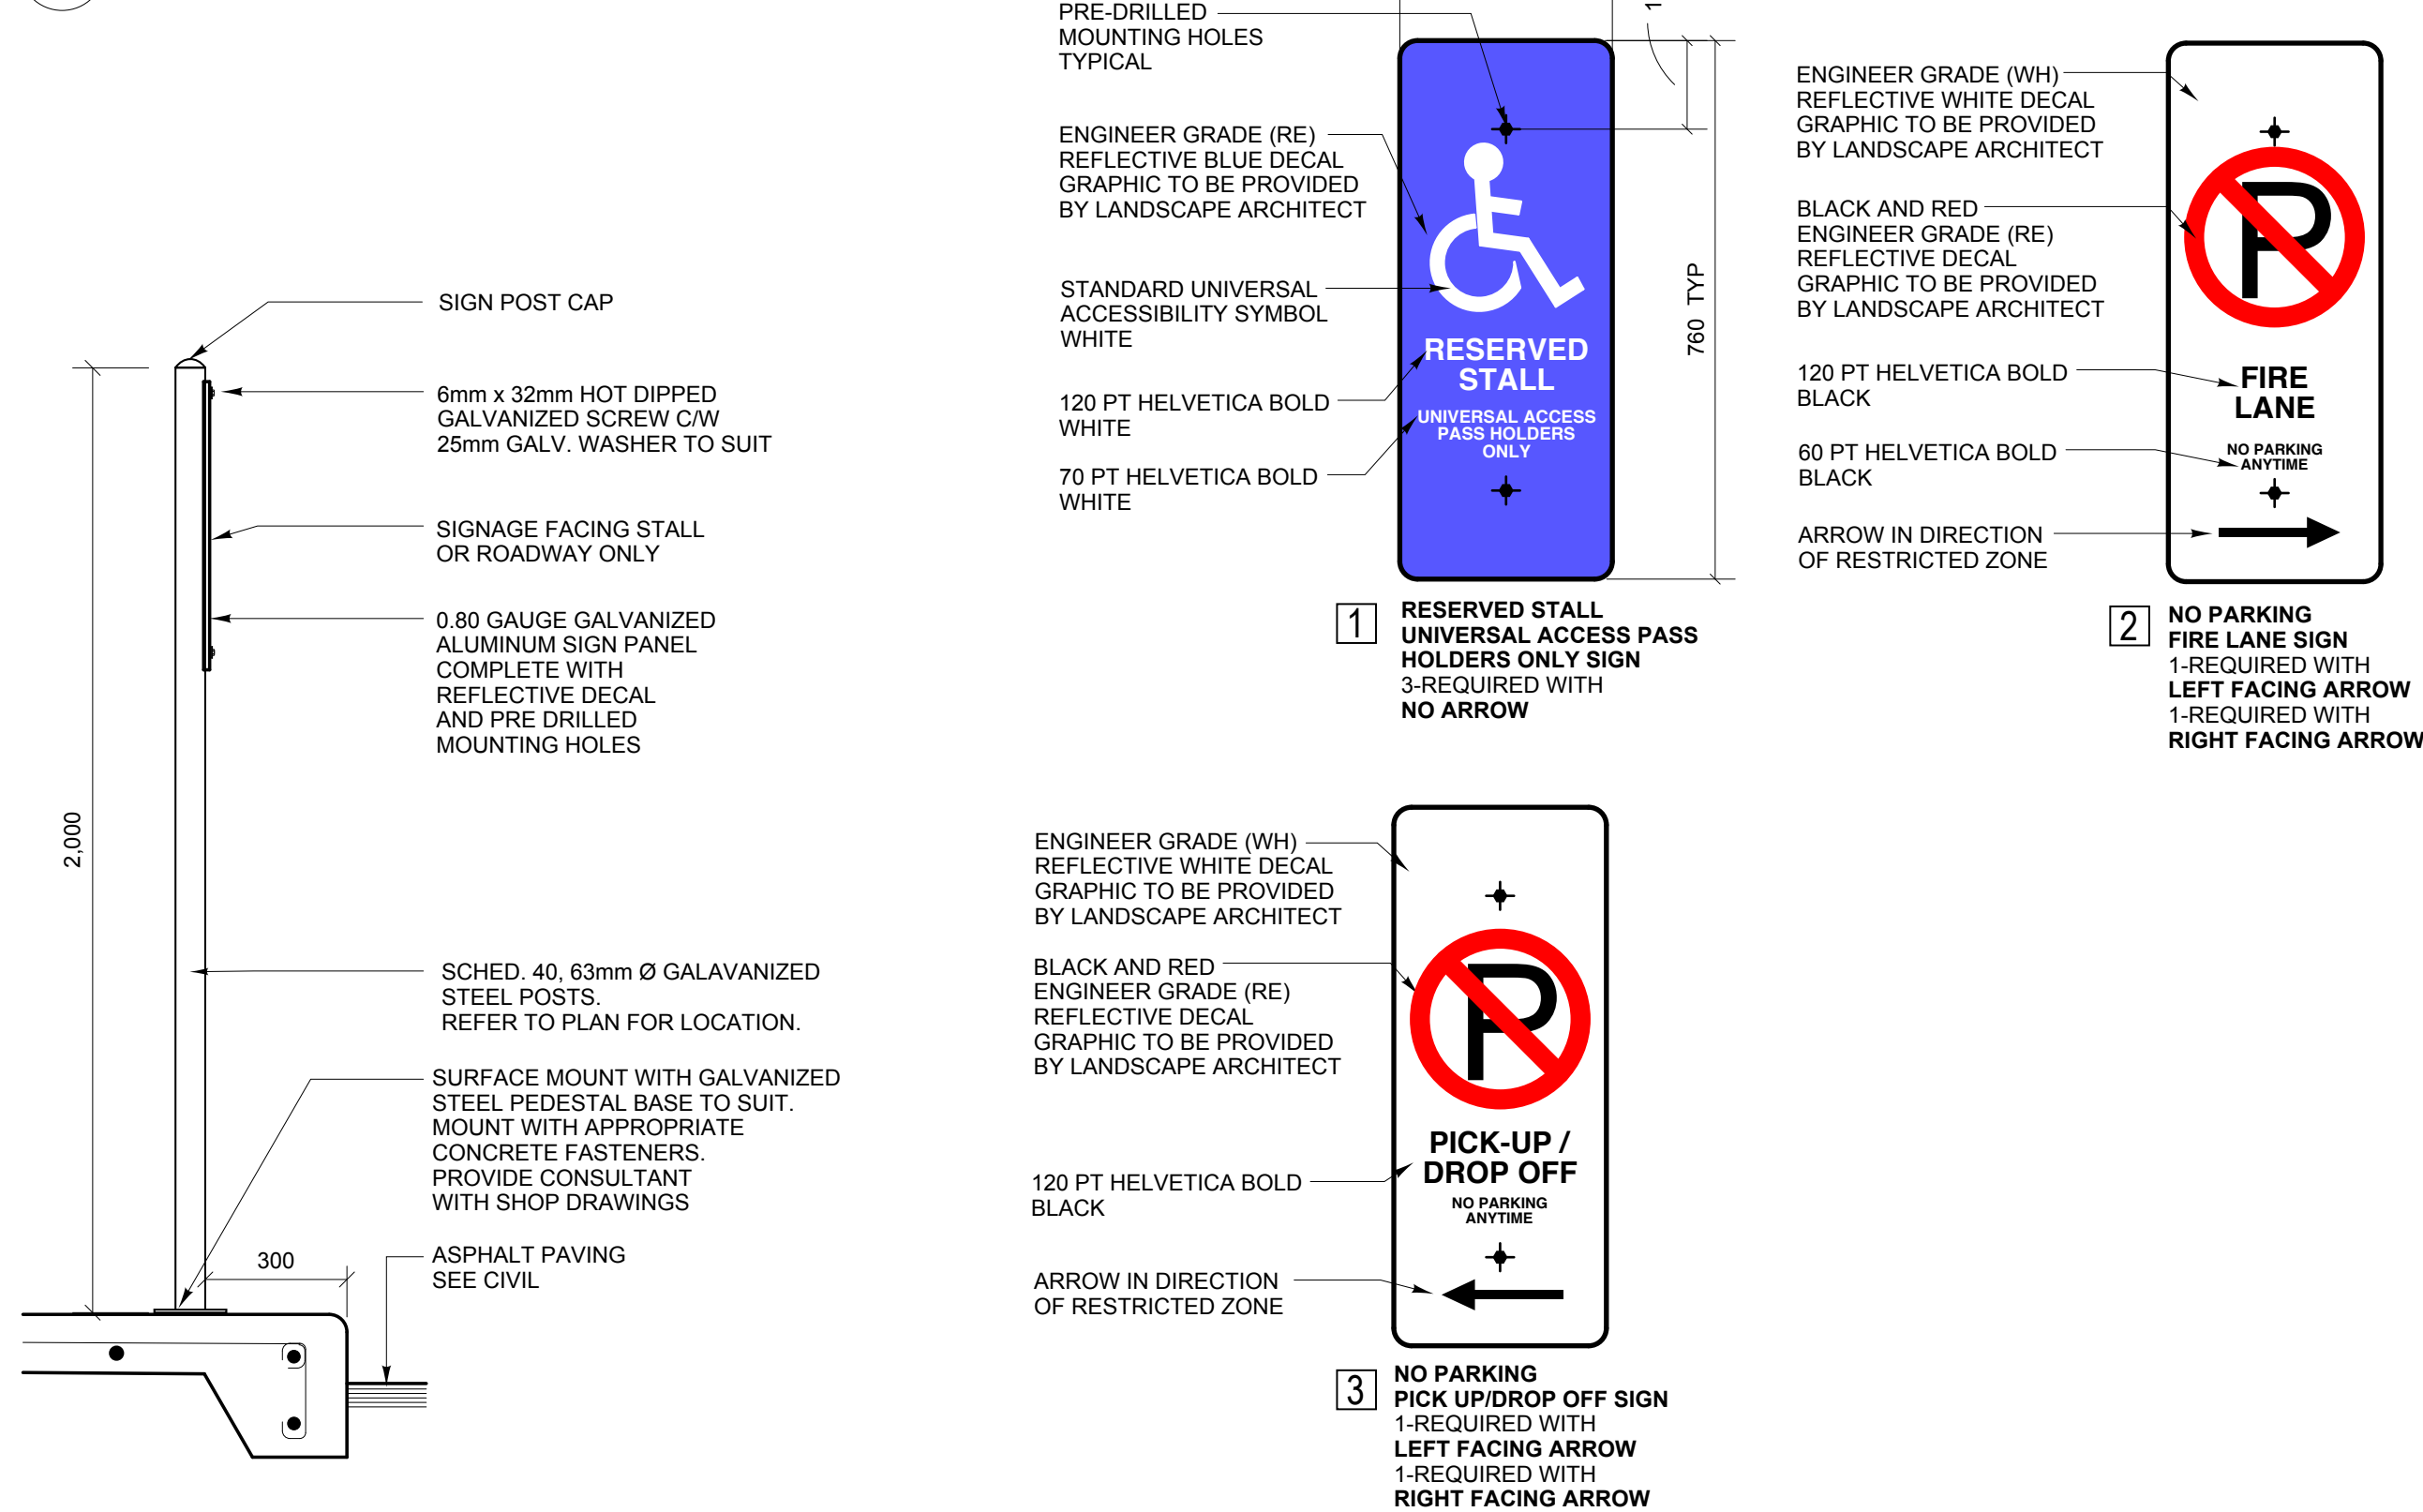 SIGN POST CAP
6mm x 32mm HOT DIPPED
GALVANIZED SCREW C/W
25mm GALV. WASHER TO SUIT
SIGNAGE FACING STALL
OR ROADWAY ONLY
0.80 GAUGE GALVANIZED
ALUMINUM SIGN PANEL
COMPLETE WITH
REFLECTIVE DECAL
AND PRE DRILLED
MOUNTING HOLES
2,000
SCHED. 40, 63mm Ø GALAVANIZED
STEEL POSTS.
REFER TO PLAN FOR LOCATION.
SURFACE MOUNT WITH GALVANIZED
STEEL PEDESTAL BASE TO SUIT.
MOUNT WITH APPROPRIATE
CONCRETE FASTENERS.
PROVIDE CONSULTANT
WITH SHOP DRAWINGS
300
ASPHALT PAVING
SEE CIVIL
PRE-DRILLED
MOUNTING HOLES
TYPICAL
ENGINEER GRADE (RE)
REFLECTIVE BLUE DECAL
GRAPHIC TO BE PROVIDED
BY LANDSCAPE ARCHITECT
STANDARD UNIVERSAL
ACCESSIBILITY SYMBOL
WHITE
120 PT HELVETICA BOLD
WHITE
70 PT HELVETICA BOLD
WHITE
RESERVED
STALL
UNIVERSAL ACCESS
PASS HOLDERS
ONLY
760 TYP
1
RESERVED STALL
UNIVERSAL ACCESS PASS
HOLDERS ONLY SIGN
3-REQUIRED WITH
NO ARROW
ENGINEER GRADE (WH)
REFLECTIVE WHITE DECAL
GRAPHIC TO BE PROVIDED
BY LANDSCAPE ARCHITECT
BLACK AND RED
ENGINEER GRADE (RE)
REFLECTIVE DECAL
GRAPHIC TO BE PROVIDED
BY LANDSCAPE ARCHITECT
120 PT HELVETICA BOLD
BLACK
60 PT HELVETICA BOLD
BLACK
ARROW IN DIRECTION
OF RESTRICTED ZONE
P
FIRE
LANE
NO PARKING
ANYTIME
2
NO PARKING
FIRE LANE SIGN
1-REQUIRED WITH
LEFT FACING ARROW
1-REQUIRED WITH
RIGHT FACING ARROW
ENGINEER GRADE (WH)
REFLECTIVE WHITE DECAL
GRAPHIC TO BE PROVIDED
BY LANDSCAPE ARCHITECT
BLACK AND RED
ENGINEER GRADE (RE)
REFLECTIVE DECAL
GRAPHIC TO BE PROVIDED
BY LANDSCAPE ARCHITECT
120 PT HELVETICA BOLD
BLACK
ARROW IN DIRECTION
OF RESTRICTED ZONE
P
PICK-UP /
DROP OFF
NO PARKING
ANYTIME
3
NO PARKING
PICK UP/DROP OFF SIGN
1-REQUIRED WITH
LEFT FACING ARROW
1-REQUIRED WITH
RIGHT FACING ARROW